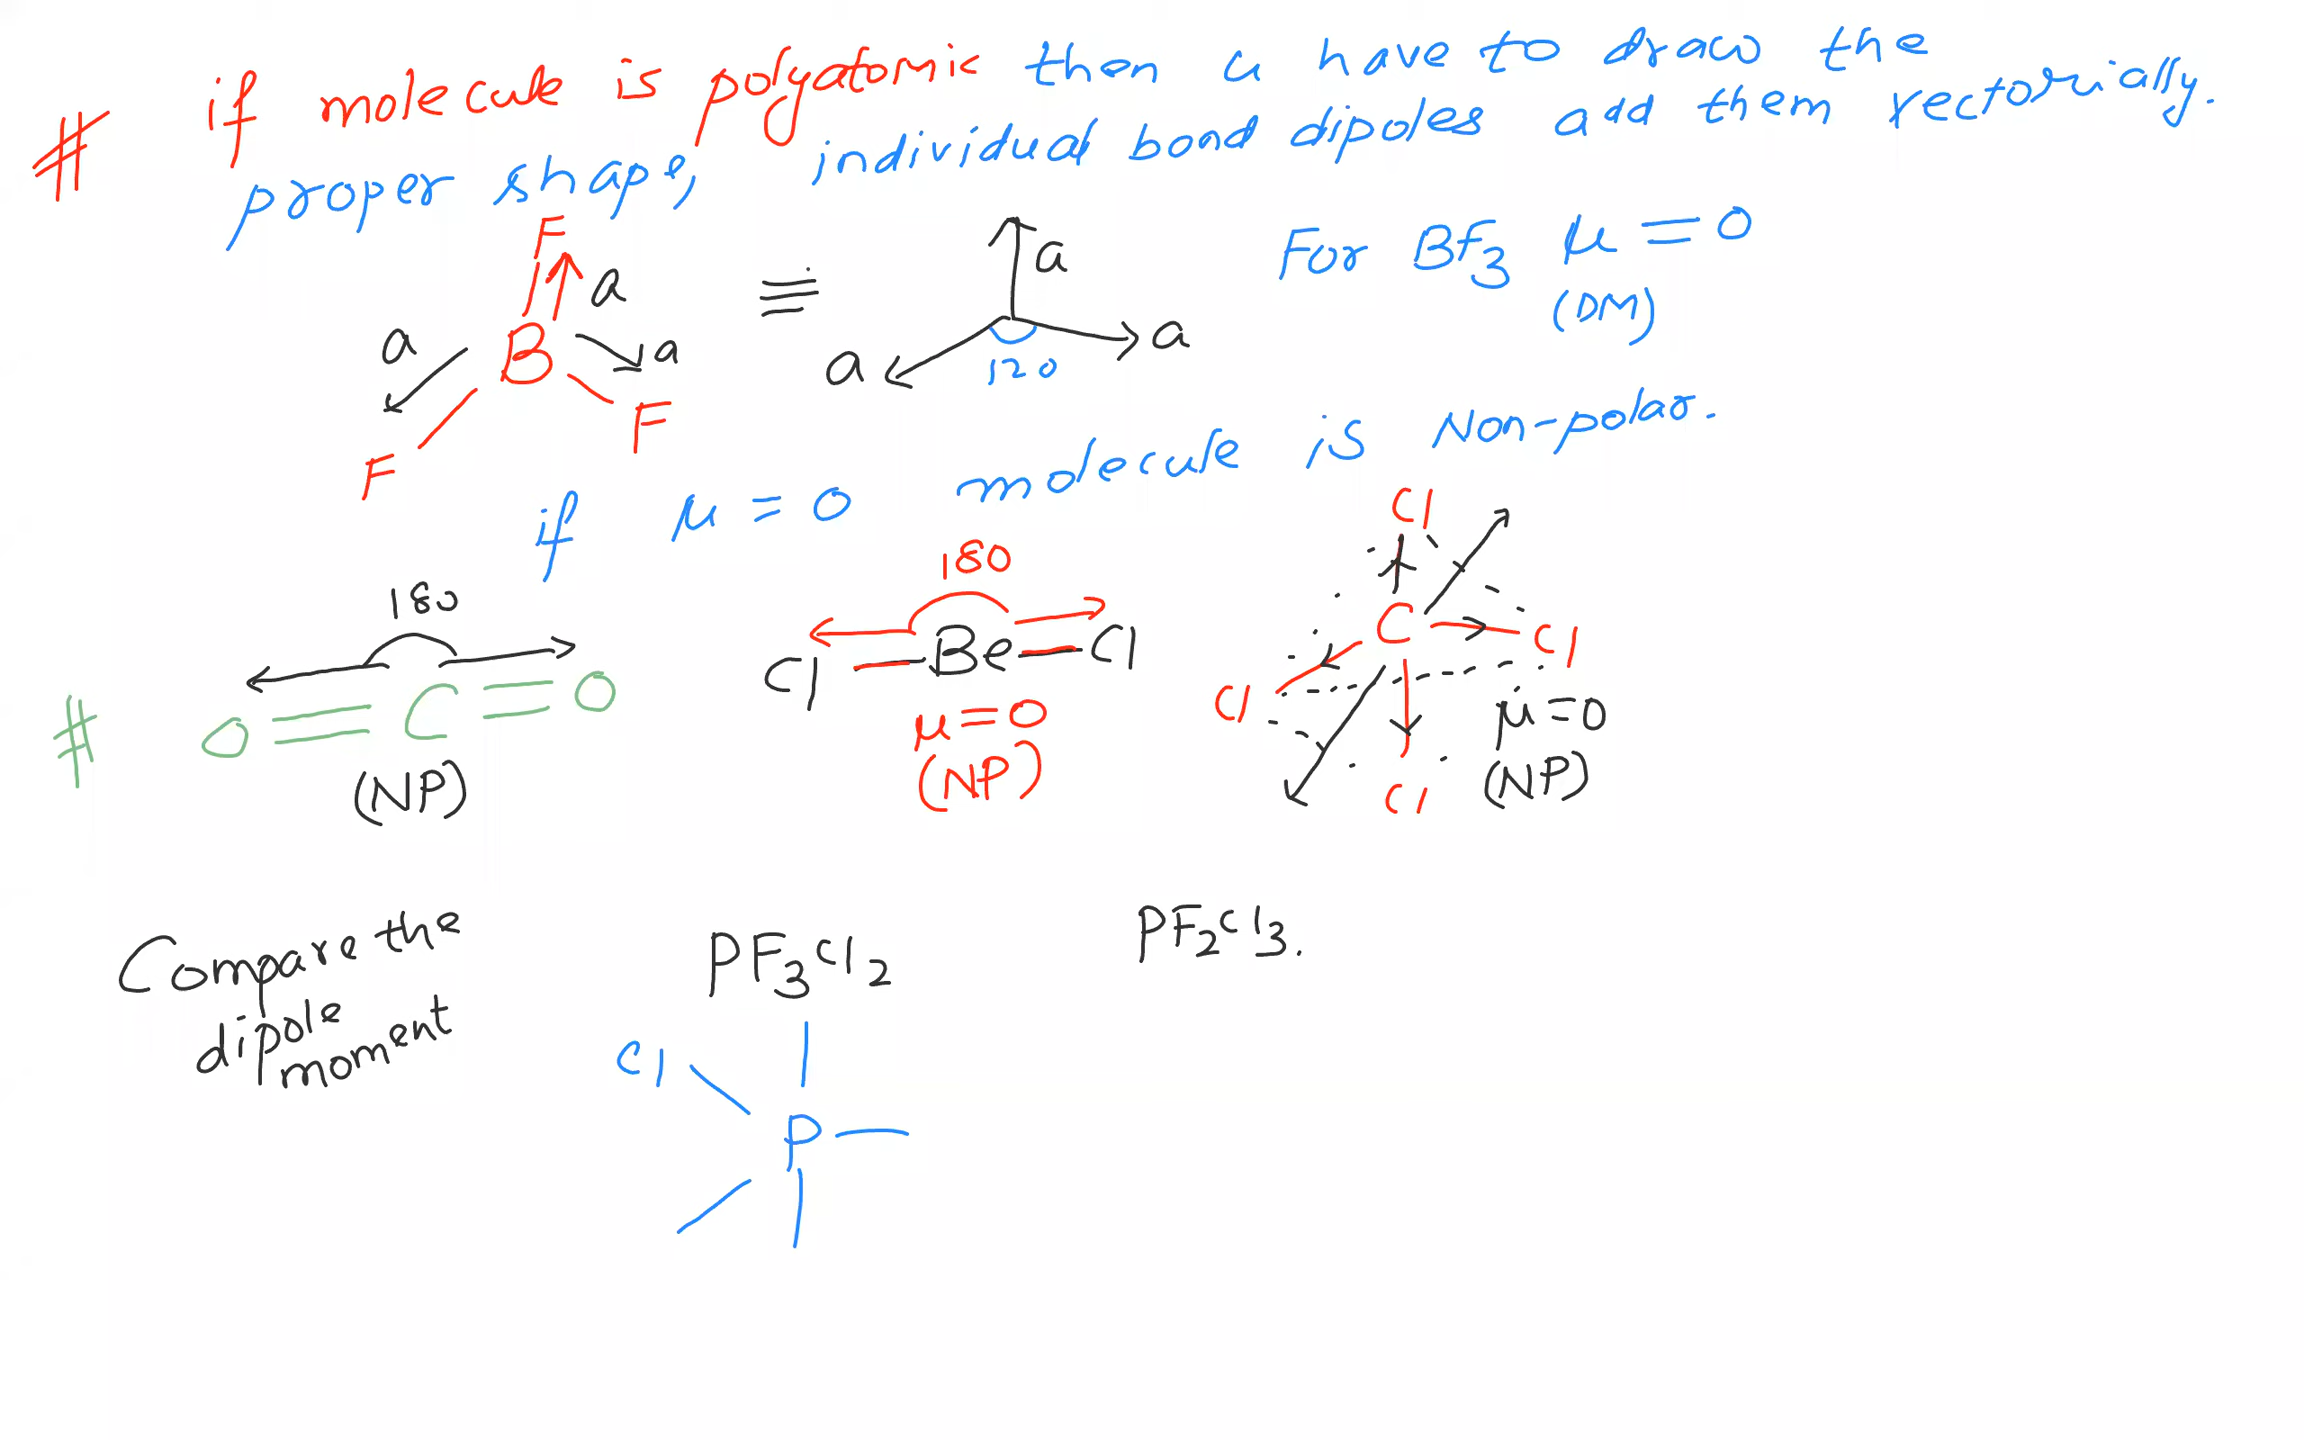 # if molecule is polyatomic then u have to draw the
proper shape, individual bond dipoles add them vectorially.
F
a
B
a
a
F
F
≡
a
a
a
120
For BF3 μ = 0
(DM)
if μ = 0 molecule is Non-polar.
# 180
O = C = O
(NP)
180
Cl - Be - Cl
μ = 0
(NP)
Cl
C
Cl
Cl
Cl
μ = 0
(NP)
Compare the
dipole
moment
PF3Cl2
PF2Cl3.
Cl
P